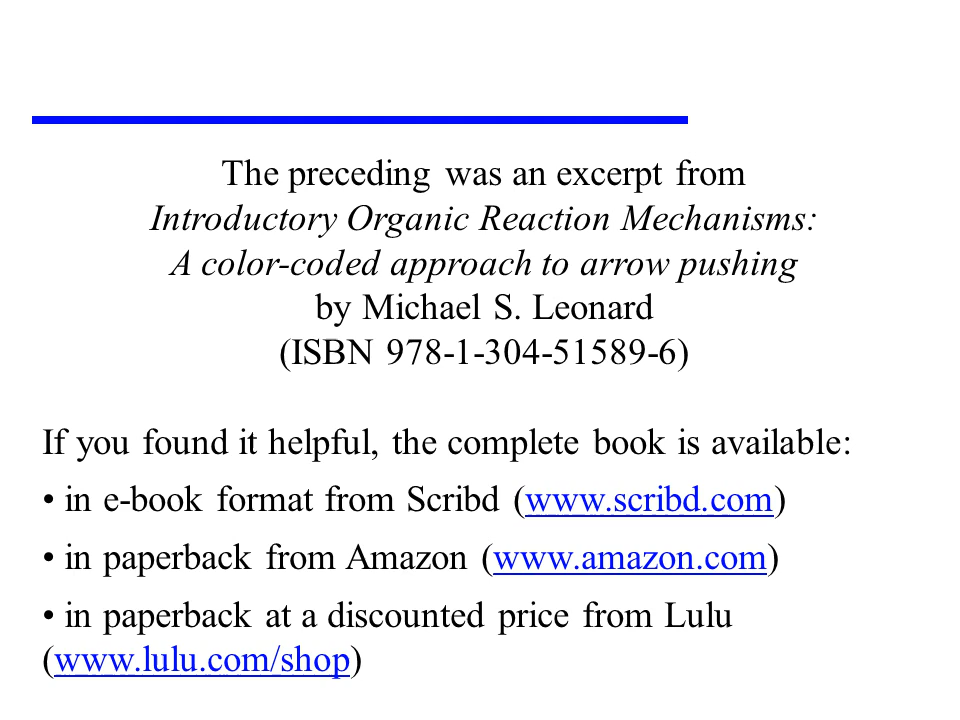 The preceding was an excerpt from
Introductory Organic Reaction Mechanisms:
A color-coded approach to arrow pushing
by Michael S. Leonard
(ISBN 978-1-304-51589-6)
If you found it helpful, the complete book is available:
• in e-book format from Scribd (www.scribd.com)
• in paperback from Amazon (www.amazon.com)
• in paperback at a discounted price from Lulu
(www.lulu.com/shop)